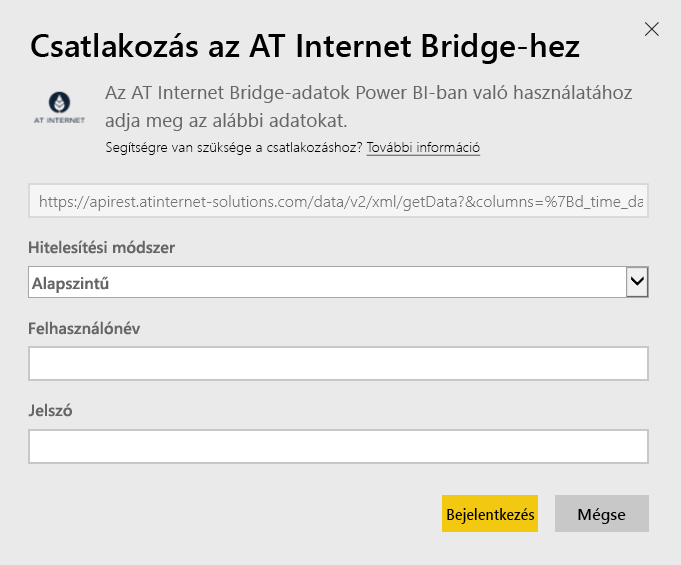 Csatlakozás az AT Internet Bridge-hez
Az AT Internet Bridge-adatok Power BI-ban való használatához
adja meg az alábbi adatokat.
AT INTERNET
Segítségre van szüksége a csatlakozáshoz? További információ
https://apirest.atinternet-solutions.com/data/v2/xml/getData?&columns=%7Bd_time_da
Hitelesítési módszer
Alapszintű
Felhasználónév
Jelszó
Bejelentkezés
Mégse